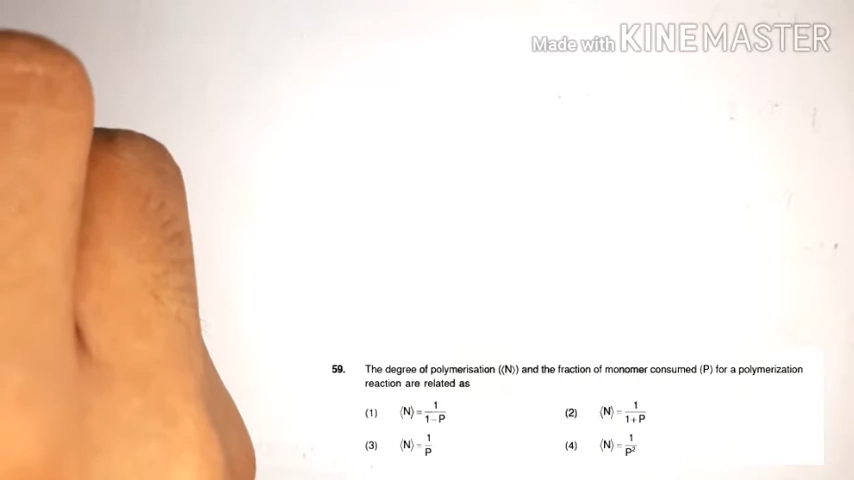 Made with KINEMASTER
59. The degree of polymerisation (⟨N⟩) and the fraction of monomer consumed (P) for a polymerization
reaction are related as
(1) ⟨N⟩ = 1/(1 – P) (2) ⟨N⟩ = 1/(1 + P)
(3) ⟨N⟩ = 1/P (4) ⟨N⟩ = 1/P²